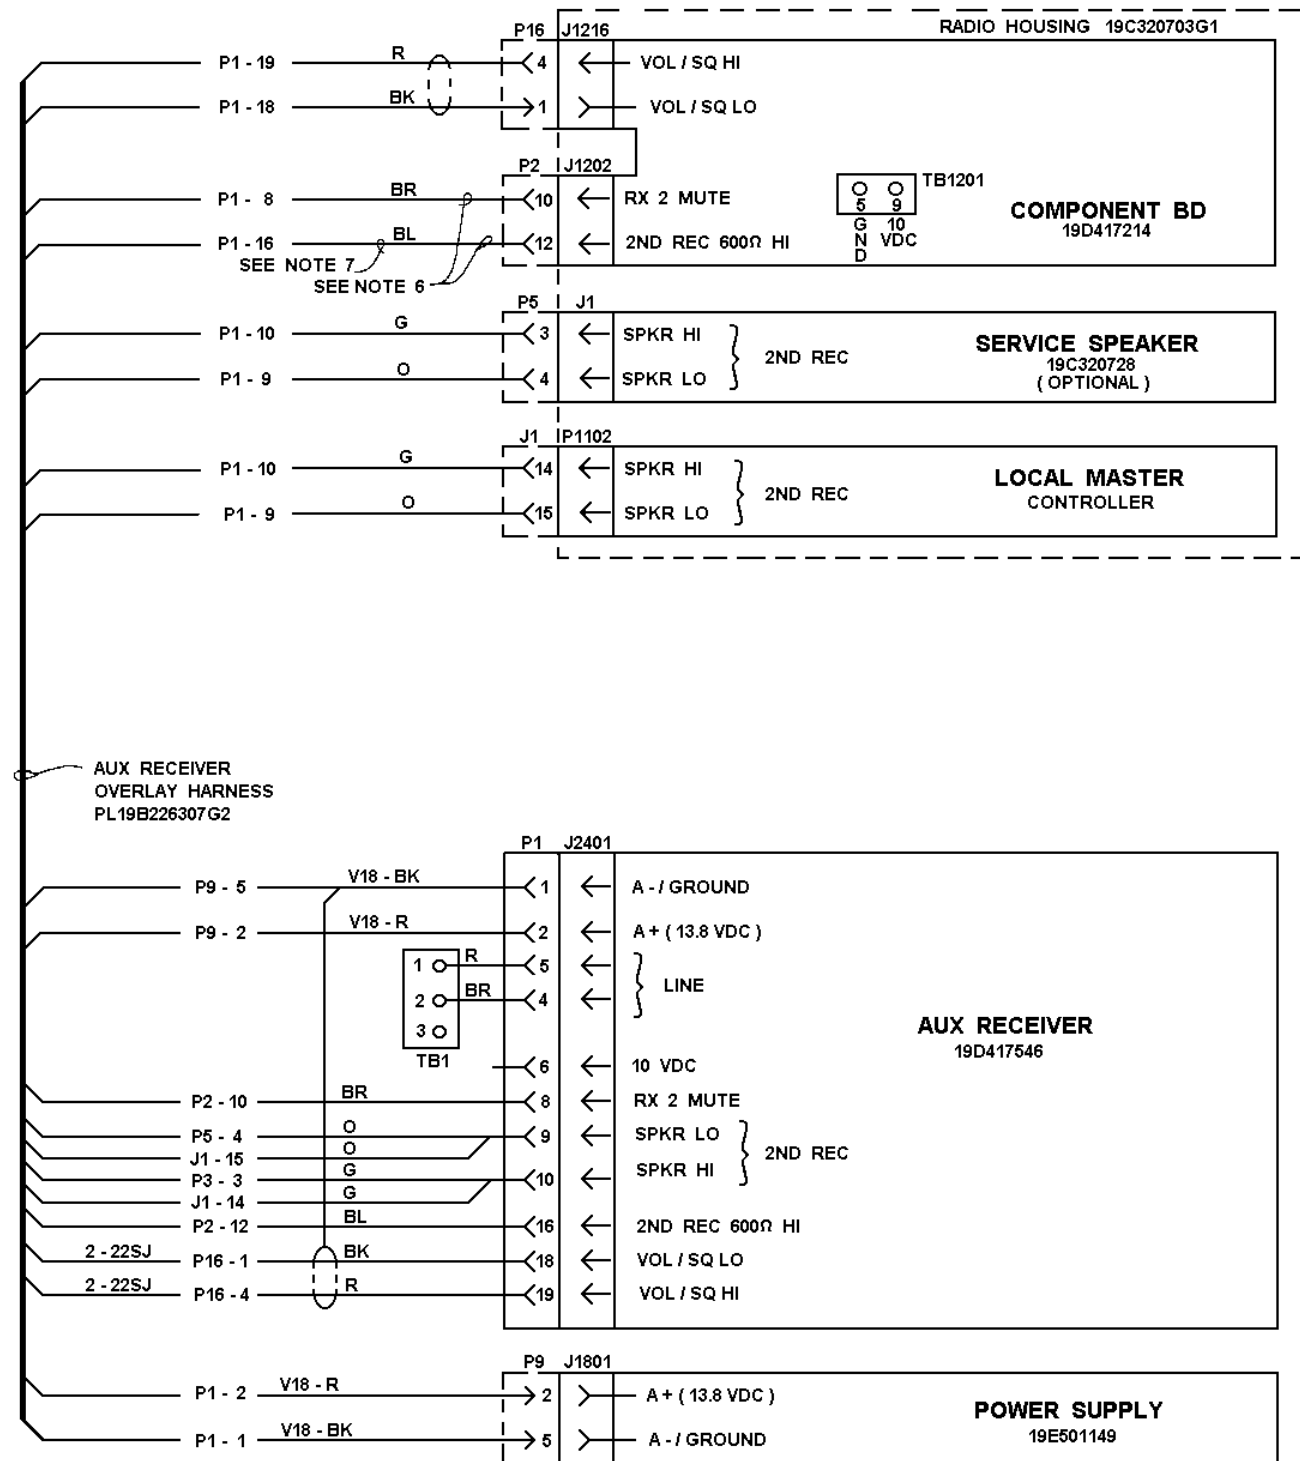 RADIO HOUSING 19C320703G1
P16 J1216
P1 - 19 R 4 VOL / SQ HI
P1 - 18 BK 1 VOL / SQ LO
P2 J1202
P1 - 8 BR 10 RX 2 MUTE
P1 - 16 BL 12 2ND REC 600Ω HI
SEE NOTE 7
SEE NOTE 6
TB1201
5 9
GND 10 VDC
COMPONENT BD
19D417214
P5 J1
P1 - 10 G 3 SPKR HI
P1 - 9 O 4 SPKR LO
2ND REC
SERVICE SPEAKER
19C320728
( OPTIONAL )
J1 P1102
P1 - 10 G 14 SPKR HI
P1 - 9 O 15 SPKR LO
2ND REC
LOCAL MASTER
CONTROLLER
AUX RECEIVER
OVERLAY HARNESS
PL19B226307G2
P1 J2401
P9 - 5 V18 - BK 1 A - / GROUND
P9 - 2 V18 - R 2 A + ( 13.8 VDC )
1 R 5
LINE
2 BR 4
3
TB1
6 10 VDC
P2 - 10 BR 8 RX 2 MUTE
P5 - 4 O 9 SPKR LO
J1 - 15 O
2ND REC
P3 - 3 G 10 SPKR HI
J1 - 14 G
P2 - 12 BL 16 2ND REC 600Ω HI
2 - 22SJ P16 - 1 BK 18 VOL / SQ LO
2 - 22SJ P16 - 4 R 19 VOL / SQ HI
AUX RECEIVER
19D417546
P9 J1801
P1 - 2 V18 - R 2 A + ( 13.8 VDC )
P1 - 1 V18 - BK 5 A - / GROUND
POWER SUPPLY
19E501149